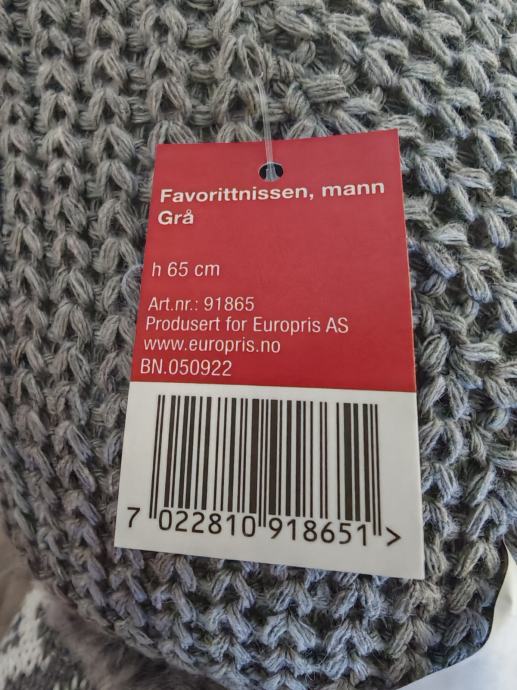 Favorittnissen, mann
Grå
h 65 cm
Art.nr.: 91865
Produsert for Europris AS
www.europris.no
BN.050922
7 022810 918651 >